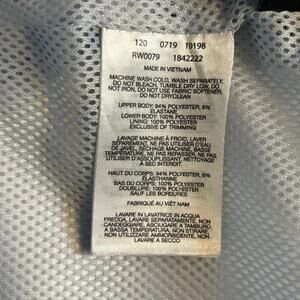 120 0719 10198
RW0079 1842222
MADE IN VIETNAM
MACHINE WASH COLD, WASH SEPARATELY,
DO NOT BLEACH, TUMBLE DRY LOW, DO
NOT IRON, DO NOT USE FABRIC SOFTENER,
DO NOT DRYCLEAN
UPPER BODY: 94% POLYESTER, 6%
ELASTANE
LOWER BODY: 100% POLYESTER
LINING: 100% POLYESTER
EXCLUSIVE OF TRIMMING
LAVAGE MACHINE À FROID, LAVER
SÉPARÉMENT, NE PAS UTILISER D'EAU
DE JAVEL, SÉCHAGE MACHINE, BASSE
TEMPÉRATURE, NE PAS REPASSER, NE PAS
UTILISER D'ASSOUPLISSANT, NETTOYAGE
A SEC INTERDIT
HAUT DU CORPS: 94% POLYESTER, 6%
ÉLASTHANNE
BAS DU CORPS: 100% POLYESTER
DOUBLURE: 100% POLYESTER
SAUF LES GARNITURES
FABRIQUÉ AU VIÊT NAM
LAVARE IN LAVATRICE IN ACQUA
FREDDA, LAVARE SEPARATAMENTE, NON
CANDEGGIARE, ASCIUGARE A TAMBURO
A BASSA TEMPERATURA, NON STIRARE
NON USARE AMMORBIDENTE, NON
LAVARE A SECCO